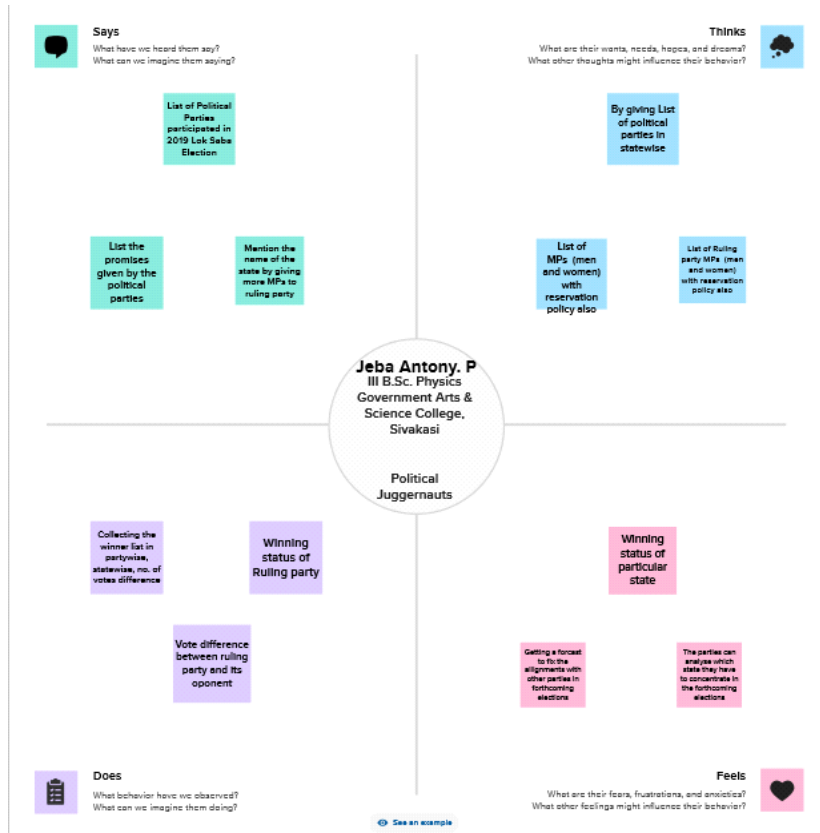 Says
What have we heard them say?
What can we imagine them saying?
List of Political
Parties
participated in
2019 Lok Saba
Election
List the
promises
given by the
political
parties
Mention the
name of the
state by giving
more MPs to
ruling party
Thinks
What are their wants, needs, hopes, and dreams?
What other thoughts might influence their behavior?
By giving List
of political
parties in
statewise
List of
MPs (men
and women)
with
reservation
policy also
List of Ruling
party MPs (men
and women)
with reservation
policy also
Jeba Antony. P
III B.Sc. Physics
Government Arts &
Science College,
Sivakasi
Political
Juggernauts
Collecting the
winner list in
partywise,
statewise, no. of
votes difference
Winning
status of
Ruling party
Vote difference
between ruling
party and its
oponent
Does
What behavior have we observed?
What can we imagine them doing?
Winning
status of
particular
state
Getting a forcast
to fix the
allignments with
other parties in
forthcoming
elections
The parties can
analyse which
state they have
to concentrate in
the forthcoming
elections
Feels
What are their fears, frustrations, and anxieties?
What other feelings might influence their behavior?
See an example